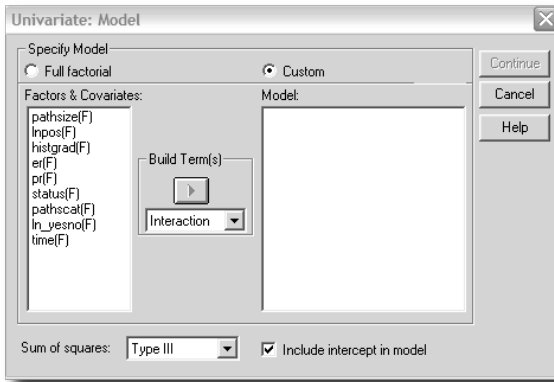 Univariate: Model
Specify Model
Full factorial
Custom
Continue
Cancel
Help
Factors & Covariates:
pathsize(F)
lnpos(F)
histgrad(F)
er(F)
pr(F)
status(F)
pathscat(F)
ln_yesno(F)
time(F)
Build Term(s)
Interaction
Model:
Sum of squares:
Type III
Include intercept in model